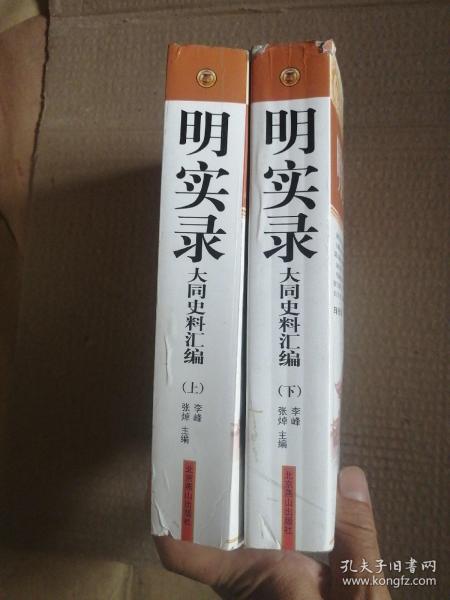 明实录
大同史料汇编
（上）
李峰
张焯 主编
北京燕山出版社
明实录
大同史料汇编
（下）
李峰
张焯 主编
北京燕山出版社
孔夫子旧书网
www.kongfz.com